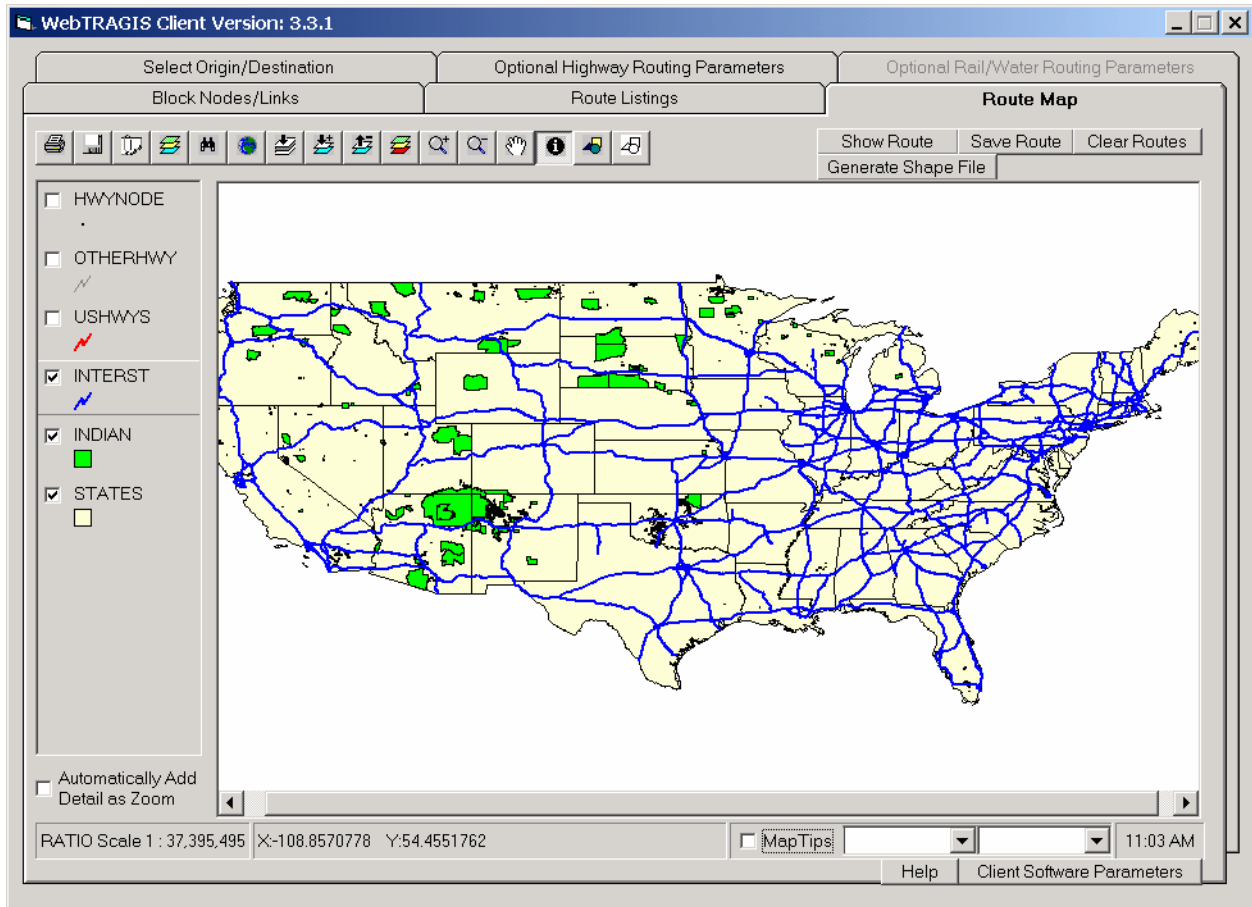 WebTRAGIS Client Version: 3.3.1
Select Origin/Destination
Optional Highway Routing Parameters
Optional Rail/Water Routing Parameters
Block Nodes/Links
Route Listings
Route Map
Show Route
Save Route
Clear Routes
Generate Shape File
HWYNODE
OTHERHWY
USHWYS
INTERST
INDIAN
STATES
Automatically Add
Detail as Zoom
RATIO Scale 1 : 37,395,495
X:-108.8570778 Y:54.4551762
MapTips
11:03 AM
Help
Client Software Parameters